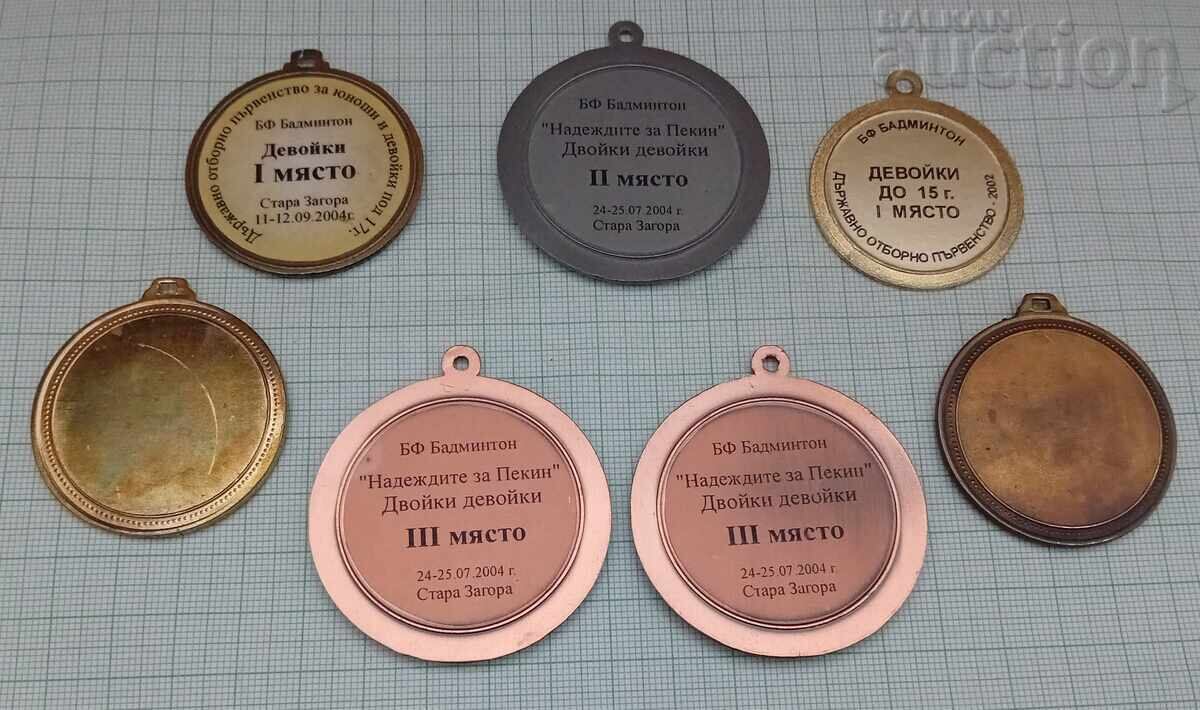 БАЛКАН
auction
Държавно отборно първенство за юноши и девойки под 17г.
БФ Бадминтон
Девойки
I място
Стара Загора
11-12.09.2004г.
БФ Бадминтон
"Надеждите за Пекин"
Двойки девойки
II място
24-25.07 2004 г.
Стара Загора
БФ БАДМИНТОН
ДЕВОЙКИ
ДО 15 г.
I МЯСТО
ДЪРЖАВНО ОТБОРНО ПЪРВЕНСТВО - 2002
БФ Бадминтон
"Надеждите за Пекин"
Двойки девойки
III място
24-25.07.2004 г.
Стара Загора
БФ Бадминтон
"Надеждите за Пекин"
Двойки девойки
III място
24-25.07.2004 г.
Стара Загора